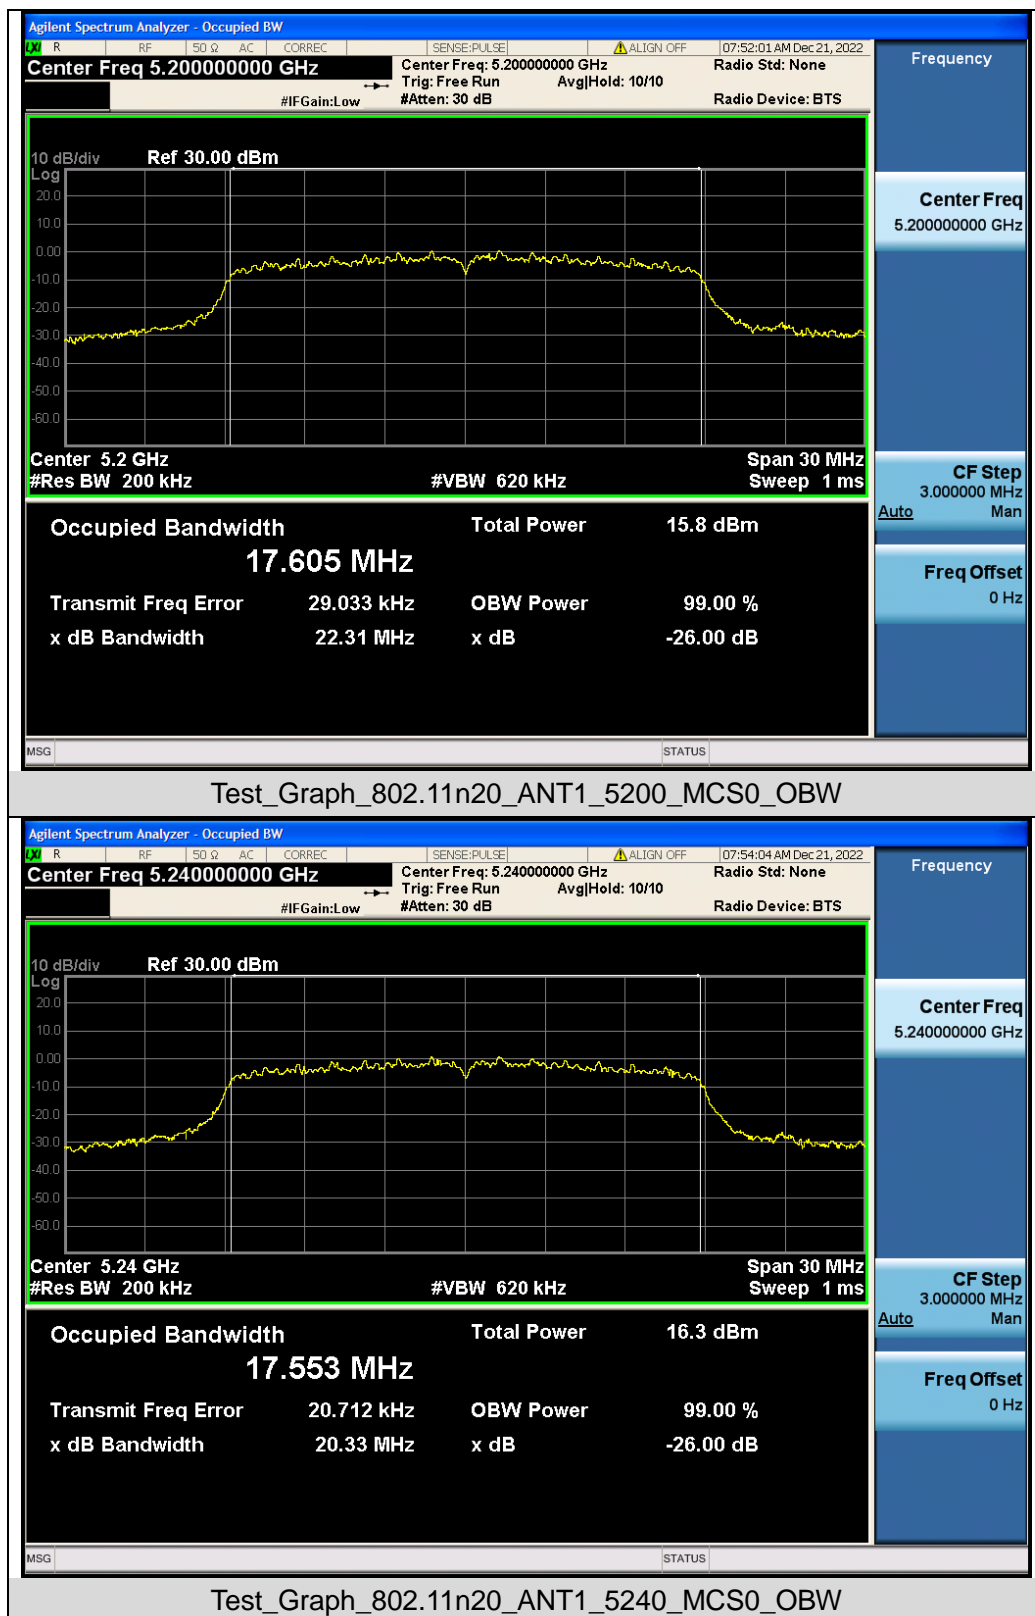 Agilent Spectrum Analyzer - Occupied BW
LXI R RF 50 Ω AC CORREC SENSE:PULSE ALIGN OFF 07:52:01 AM Dec 21, 2022
Center Freq 5.200000000 GHz
Center Freq: 5.200000000 GHz
Radio Std: None
Trig: Free Run Avg|Hold: 10/10
#IFGain:Low
#Atten: 30 dB
Radio Device: BTS
Frequency
10 dB/div Ref 30.00 dBm
Log
20.0
10.0
0.00
-10.0
-20.0
-30.0
-40.0
-50.0
-60.0
Center 5.2 GHz
Span 30 MHz
#Res BW 200 kHz
#VBW 620 kHz
Sweep 1 ms
Center Freq
5.200000000 GHz
CF Step
3.000000 MHz
Auto Man
Freq Offset
0 Hz
Occupied Bandwidth
Total Power 15.8 dBm
17.605 MHz
Transmit Freq Error 29.033 kHz OBW Power 99.00 %
x dB Bandwidth 22.31 MHz x dB -26.00 dB
MSG STATUS
Test_Graph_802.11n20_ANT1_5200_MCS0_OBW
Agilent Spectrum Analyzer - Occupied BW
LXI R RF 50 Ω AC CORREC SENSE:PULSE ALIGN OFF 07:54:04 AM Dec 21, 2022
Center Freq 5.240000000 GHz
Center Freq: 5.240000000 GHz
Radio Std: None
Trig: Free Run Avg|Hold: 10/10
#IFGain:Low
#Atten: 30 dB
Radio Device: BTS
Frequency
10 dB/div Ref 30.00 dBm
Log
20.0
10.0
0.00
-10.0
-20.0
-30.0
-40.0
-50.0
-60.0
Center 5.24 GHz
Span 30 MHz
#Res BW 200 kHz
#VBW 620 kHz
Sweep 1 ms
Center Freq
5.240000000 GHz
CF Step
3.000000 MHz
Auto Man
Freq Offset
0 Hz
Occupied Bandwidth
Total Power 16.3 dBm
17.553 MHz
Transmit Freq Error 20.712 kHz OBW Power 99.00 %
x dB Bandwidth 20.33 MHz x dB -26.00 dB
MSG STATUS
Test_Graph_802.11n20_ANT1_5240_MCS0_OBW